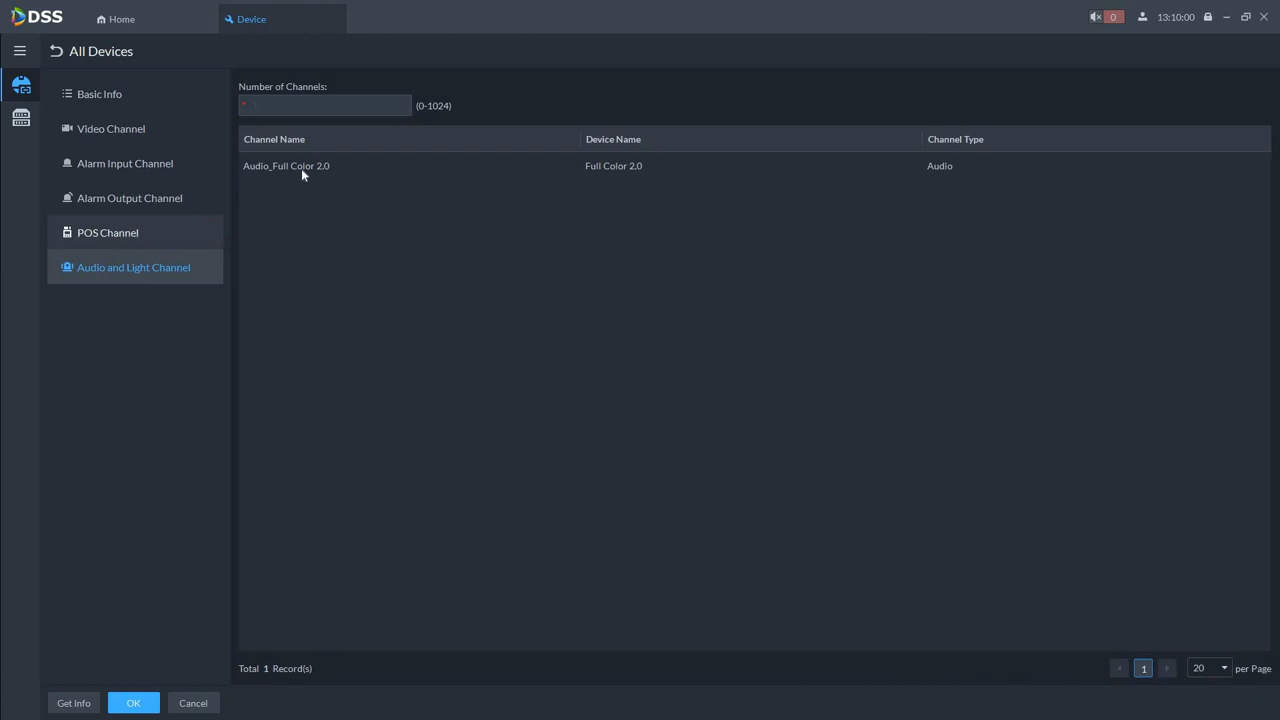 DSS
Home
Device
0
13:10:00
All Devices
Basic Info
Video Channel
Alarm Input Channel
Alarm Output Channel
POS Channel
Audio and Light Channel
Number of Channels:
* 1 (0-1024)
Channel Name Device Name Channel Type
Audio_Full Color 2.0 Full Color 2.0 Audio
Total 1 Record(s)
1
20 per Page
Get Info OK Cancel